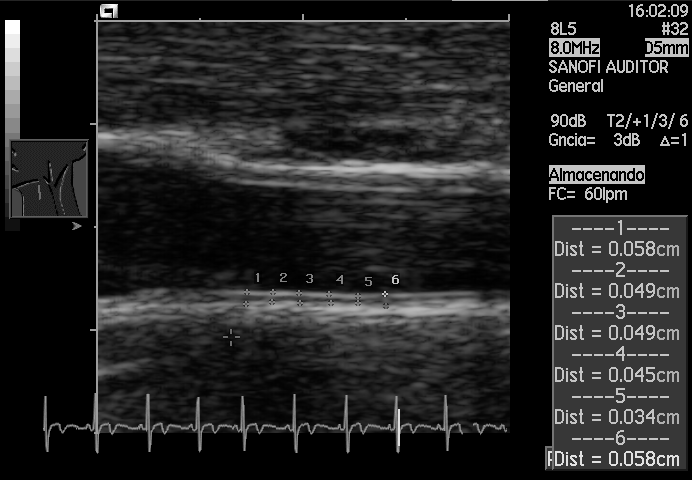 16:02:09
8L5 #32
8.0MHz D5mm
SANOFI AUDITOR
General
90dB T2/+1/3/ 6
Gncia= 3dB Δ=1
Almacenando
FC= 60lpm
1 2 3 4 5 6
----1----
Dist = 0.058cm
----2----
Dist = 0.049cm
----3----
Dist = 0.049cm
----4----
Dist = 0.045cm
----5----
Dist = 0.034cm
----6----
Dist = 0.058cm